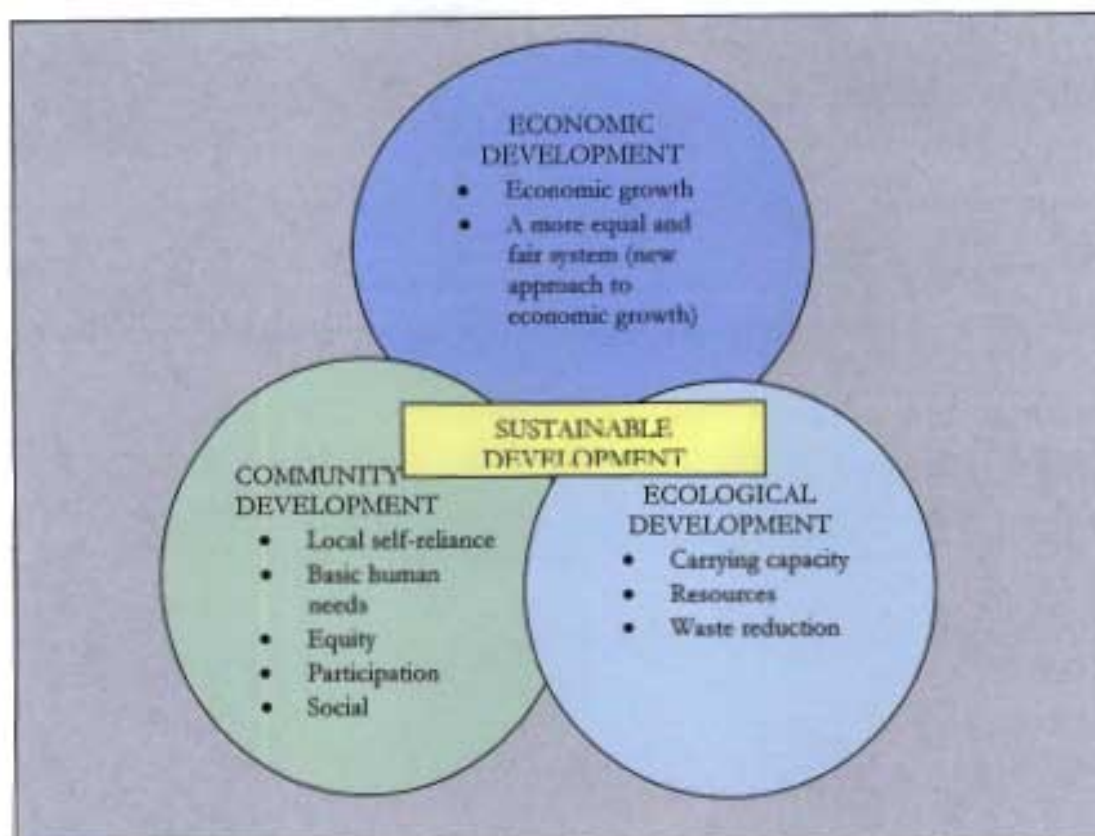 ECONOMIC
DEVELOPMENT
• Economic growth
• A more equal and
fair system (new
approach to
economic growth)
SUSTAINABLE
DEVELOPMENT
COMMUNITY
DEVELOPMENT
• Local self-reliance
• Basic human
needs
• Equity
• Participation
• Social
ECOLOGICAL
DEVELOPMENT
• Carrying capacity
• Resources
• Waste reduction